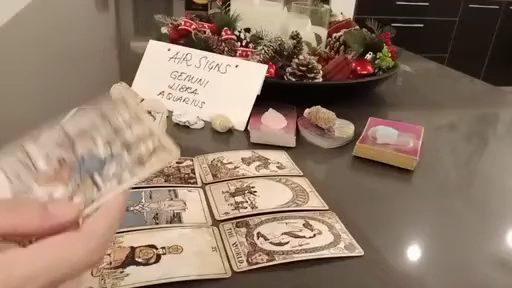 "AIR SIGNS"
GEMINI
LIBRA
AQUARIUS
THE WORLD